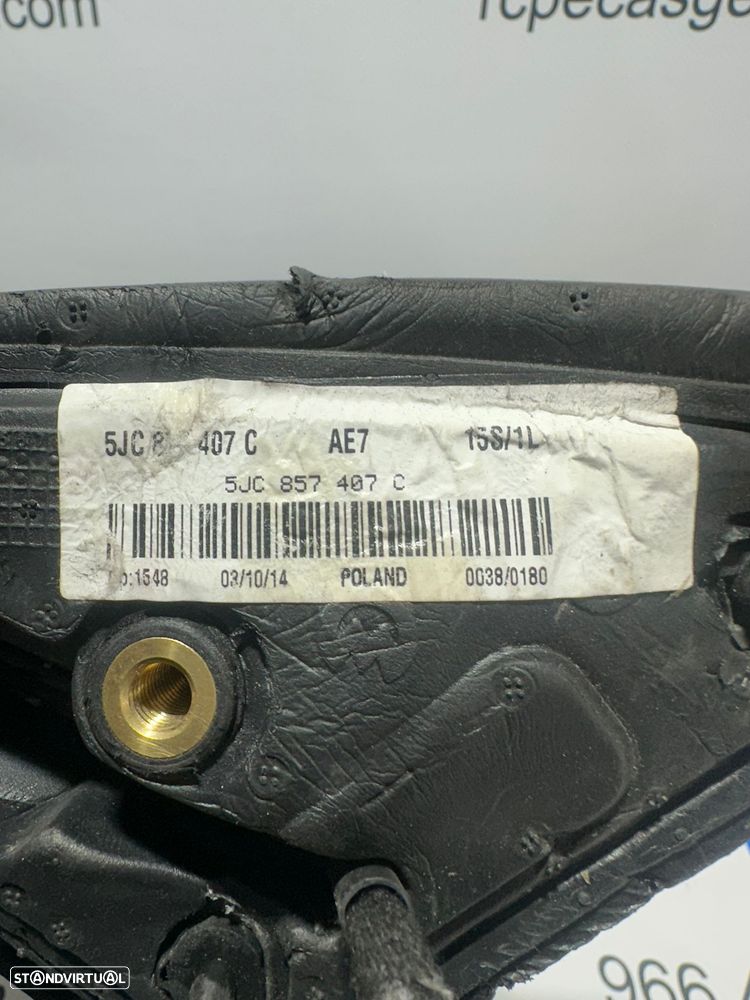 .com
rcpecasge
5JC 8 407 C AE7 15S/1L
5JC 857 407 C
p:1548 03/10/14 POLAND 0038/0180
966
STANDVIRTUAL